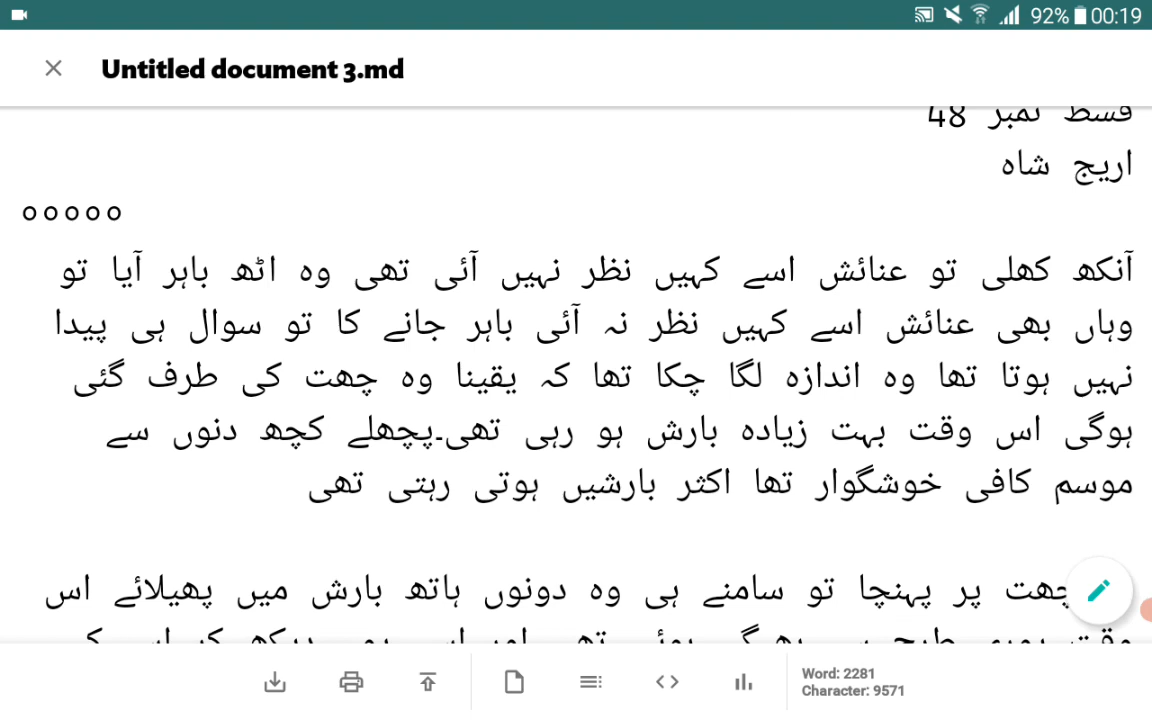 92% 00:19
Untitled document 3.md
قسط نمبر 48
اریج شاہ
ooooo
آنکھ کھلی تو عنائش اسے کہیں نظر نہیں آئی تھی وہ اٹھ باہر آیا تو
وہاں بھی عنائش اسے کہیں نظر نہ آئی باہر جانے کا تو سوال ہی پیدا
نہیں ہوتا تھا وہ اندازہ لگا چکا تھا کہ یقینا وہ چھت کی طرف گئی
ہوگی اس وقت بہت زیادہ بارش ہو رہی تھی۔پچھلے کچھ دنوں سے
موسم کافی خوشگوار تھا اکثر بارشیں ہوتی رہتی تھی
چھت پر پہنچا تو سامنے ہی وہ دونوں ہاتھ بارش میں پھیلائے اس
Word: 2281
Character: 9571